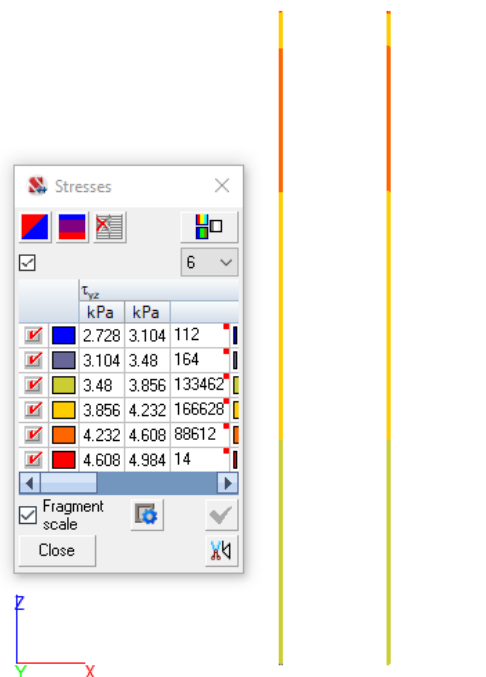 Stresses
6
τyz
kPa kPa
2.728 3.104 112
3.104 3.48 164
3.48 3.856 133462
3.856 4.232 166628
4.232 4.608 88612
4.608 4.984 14
Fragment
scale
Close
Z
Y X